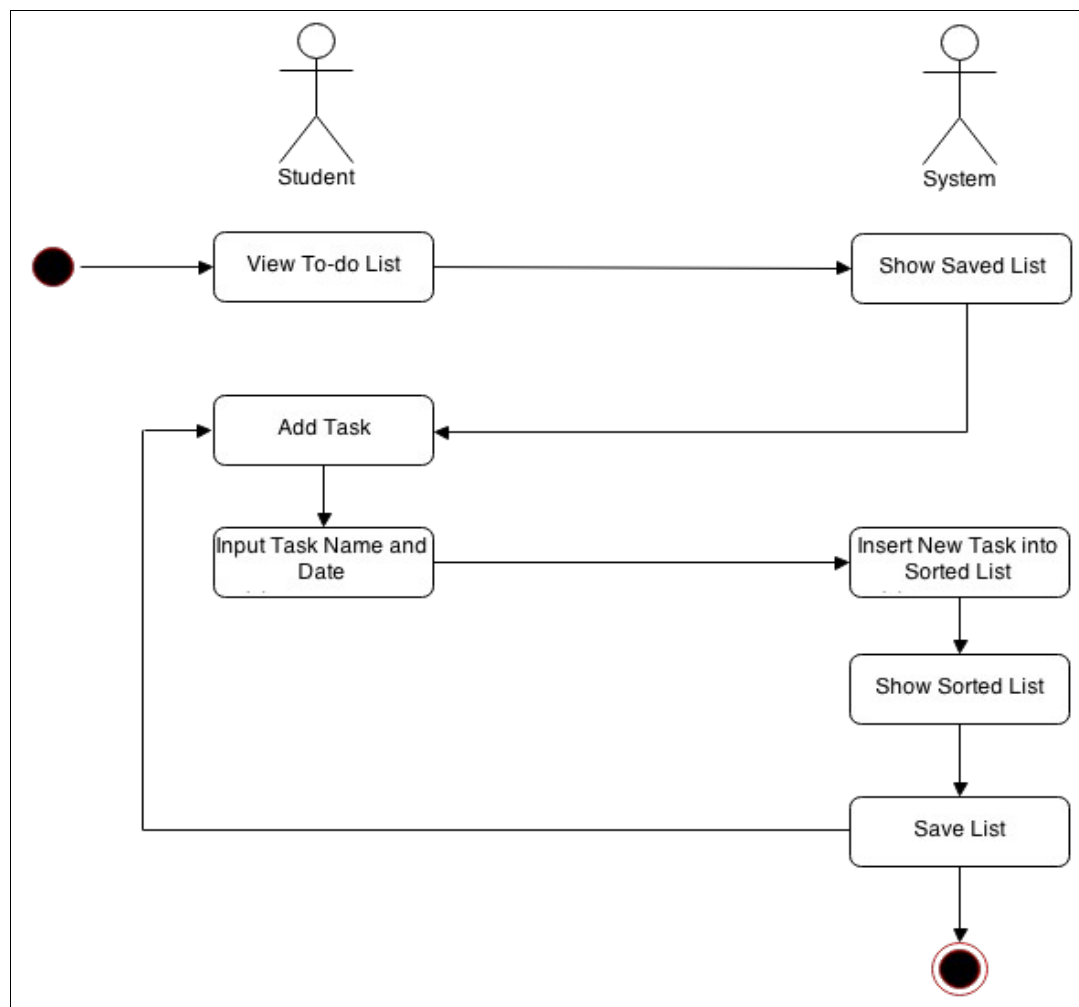 Student
System
View To-do List
Show Saved List
Add Task
Input Task Name and
Date
Insert New Task into
Sorted List
Show Sorted List
Save List